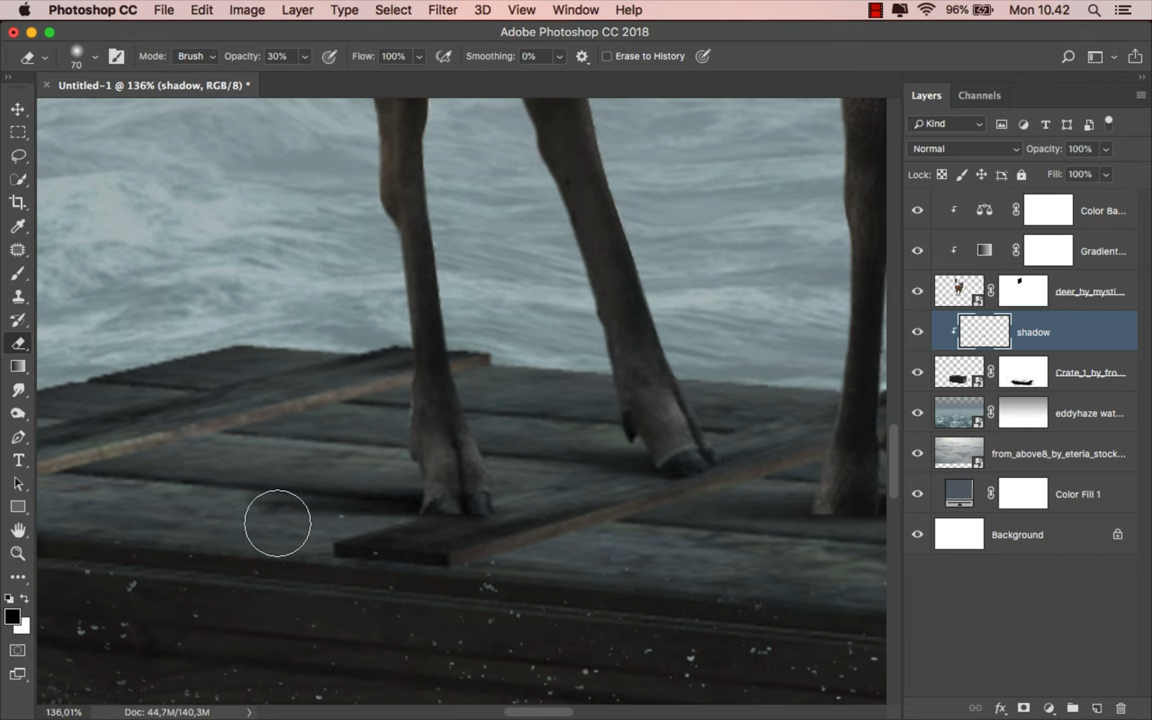 Photoshop CC File Edit Image Layer Type Select Filter 3D View Window Help 96% Mon 10.42
Adobe Photoshop CC 2018
70 Mode: Brush Opacity: 30% Flow: 100% Smoothing: 0% Erase to History
× Untitled-1 @ 136% (shadow, RGB/8) *
Layers Channels
Kind
Normal Opacity: 100%
Lock: Fill: 100%
Color Ba...
Gradient...
deer_by_mysti...
shadow
Crate_1_by_fro...
eddyhaze wat...
from_above8_by_eteria_stock...
Color Fill 1
Background
136,01% Doc: 44,7M/140,3M